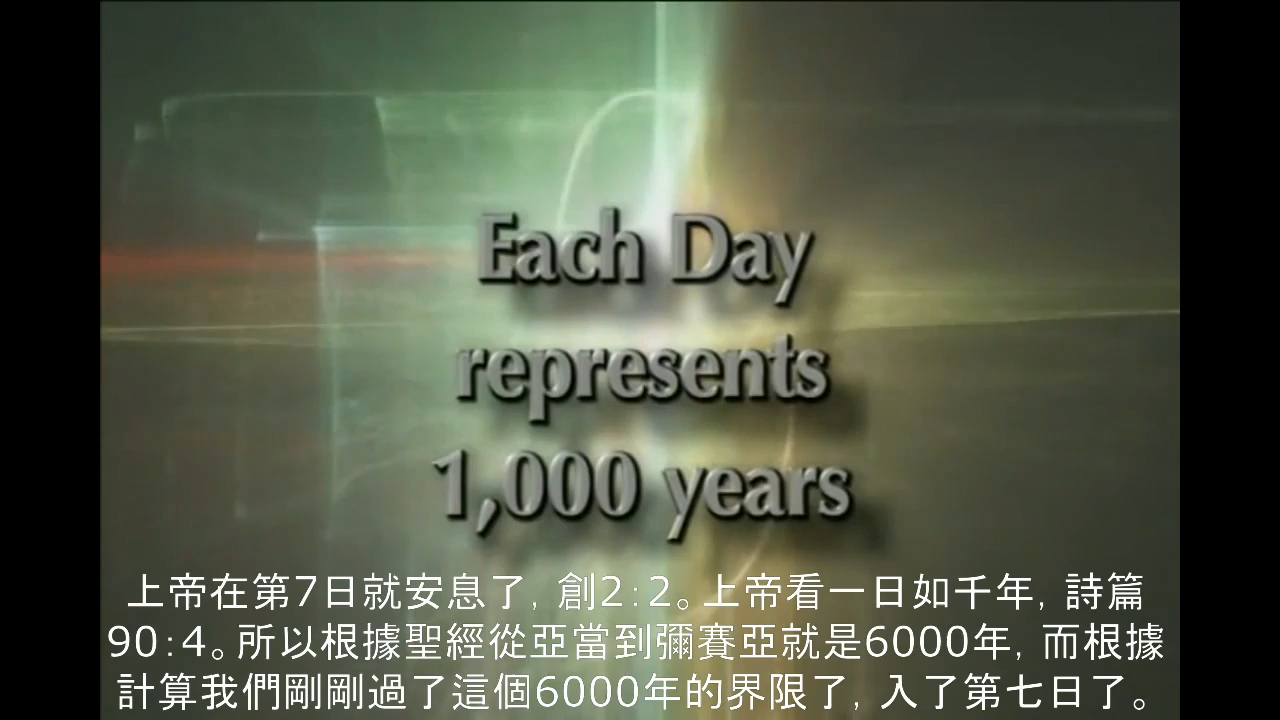 Each Day
represents
1,000 years
上帝在第7日就安息了, 創2:2。上帝看一日如千年, 詩篇
90:4。所以根據聖經從亞當到彌賽亞就是6000年, 而根據
計算我們剛剛過了這個6000年的界限了, 入了第七日了。